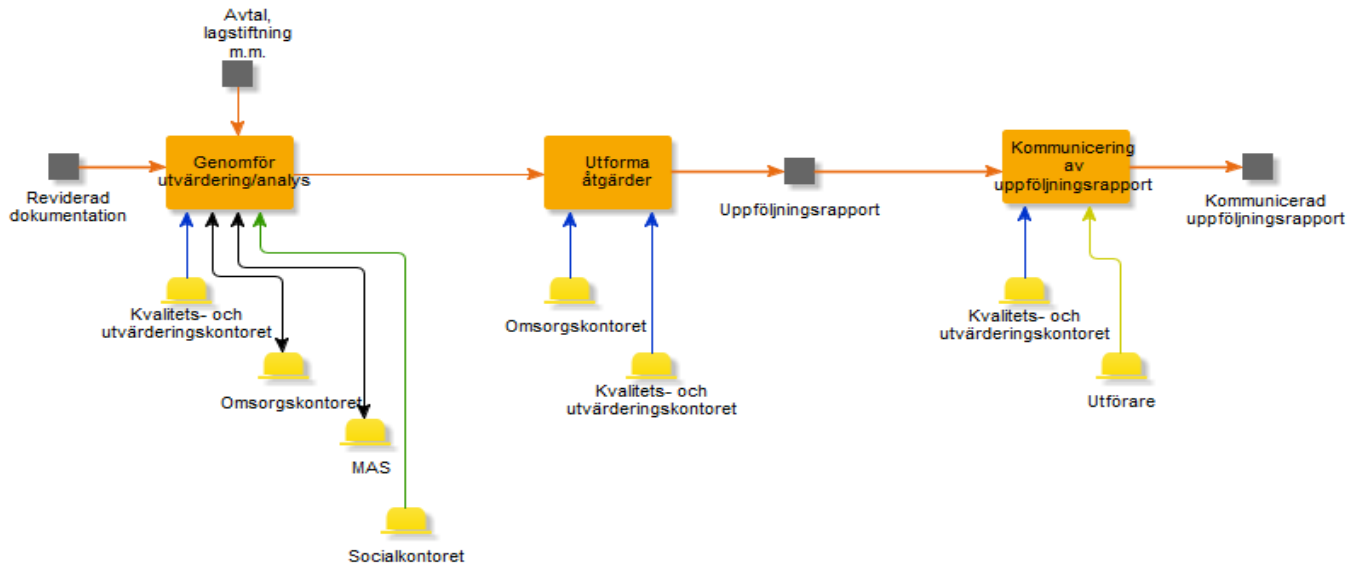 Avtal,
lagstiftning
m.m.
Genomför
utvärdering/analys
Utforma
åtgärder
Kommunicering
av
uppföljningsrapport
Reviderad
dokumentation
Uppföljningsrapport
Kommunicerad
uppföljningsrapport
Kvalitets- och
utvärderingskontoret
Omsorgskontoret
MAS
Socialkontoret
Omsorgskontoret
Kvalitets- och
utvärderingskontoret
Kvalitets- och
utvärderingskontoret
Utförare